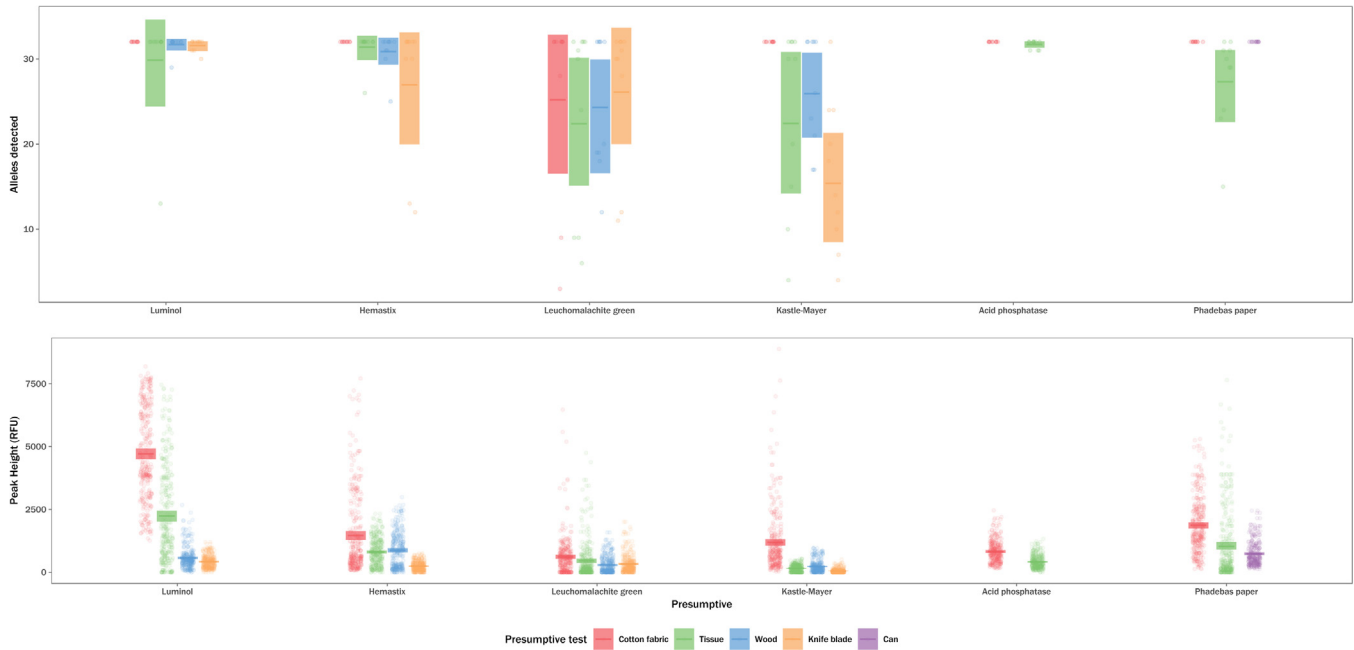 Alleles detected
30
20
10
Luminol Hemastix Leuchomalachite green Kastle-Mayer Acid phosphatase Phadebas paper
Peak Height (RFU)
7500
5000
2500
0
Luminol Hemastix Leuchomalachite green Kastle-Mayer Acid phosphatase Phadebas paper
Presumptive
Presumptive test Cotton fabric Tissue Wood Knife blade Can